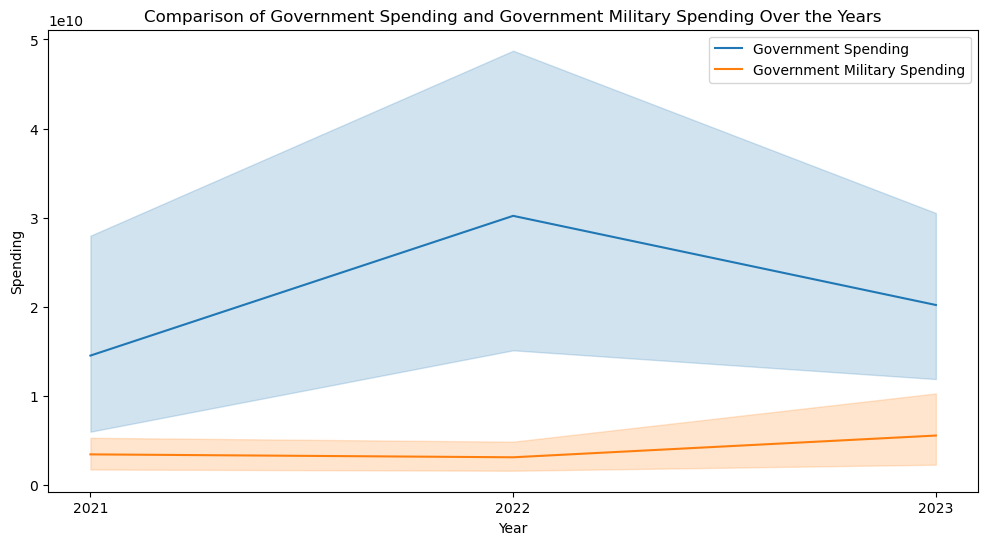 Comparison of Government Spending and Government Military Spending Over the Years
1e10
Government Spending
Government Military Spending
5
4
3
2
1
0
Spending
2021
2022
2023
Year